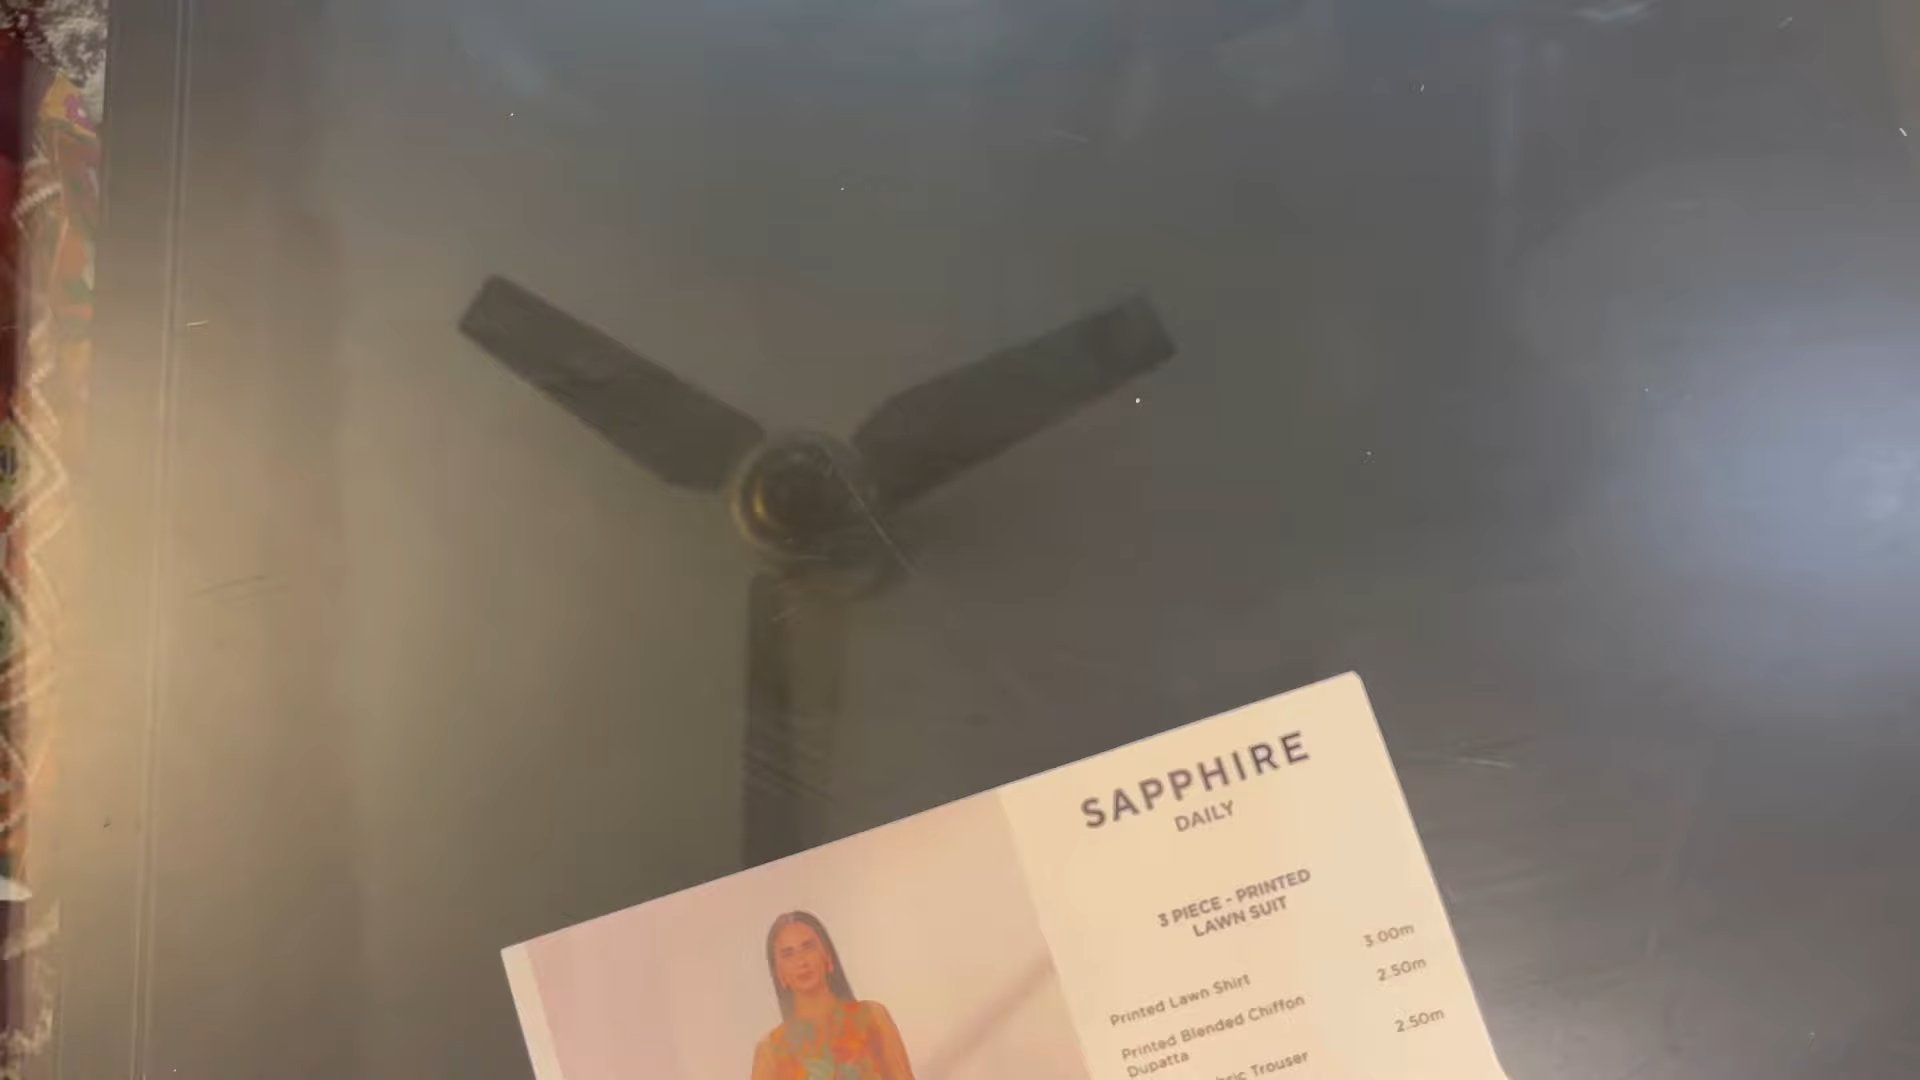 SAPPHIRE
DAILY
3 PIECE - PRINTED
LAWN SUIT
3.00m
Printed Lawn Shirt
2.50m
Printed Blended Chiffon
Dupatta
2.50m
Trouser